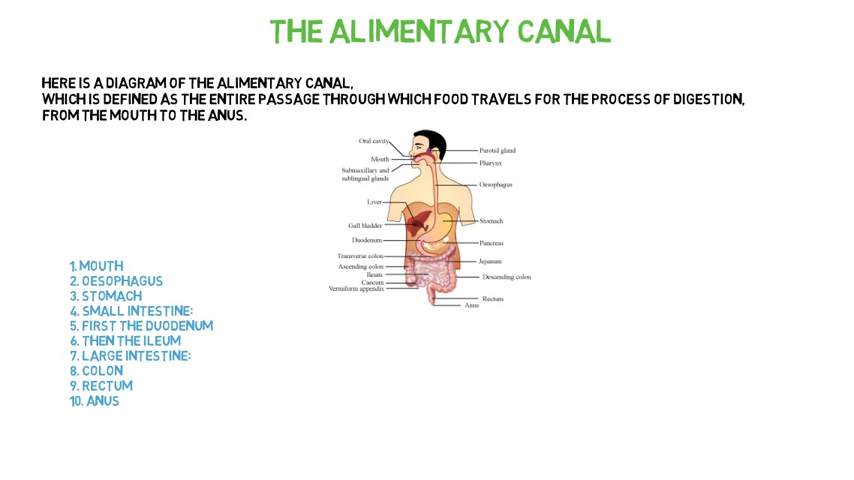 THE ALIMENTARY CANAL
HERE IS A DIAGRAM OF THE ALIMENTARY CANAL,
WHICH IS DEFINED AS THE ENTIRE PASSAGE THROUGH WHICH FOOD TRAVELS FOR THE PROCESS OF DIGESTION,
FROM THE MOUTH TO THE ANUS.
Oral cavity
Mouth
Submaxillary and
sublingual glands
Liver
Gall bladder
Duodenum
Transverse colon
Ascending colon
Ileum
Caecum
Vermiform appendix
Parotid gland
Pharynx
Oesophagus
Stomach
Pancreas
Jejunum
Descending colon
Rectum
Anus
1. MOUTH
2. OESOPHAGUS
3. STOMACH
4. SMALL INTESTINE:
5. FIRST THE DUODENUM
6. THEN THE ILEUM
7. LARGE INTESTINE:
8. COLON
9. RECTUM
10. ANUS